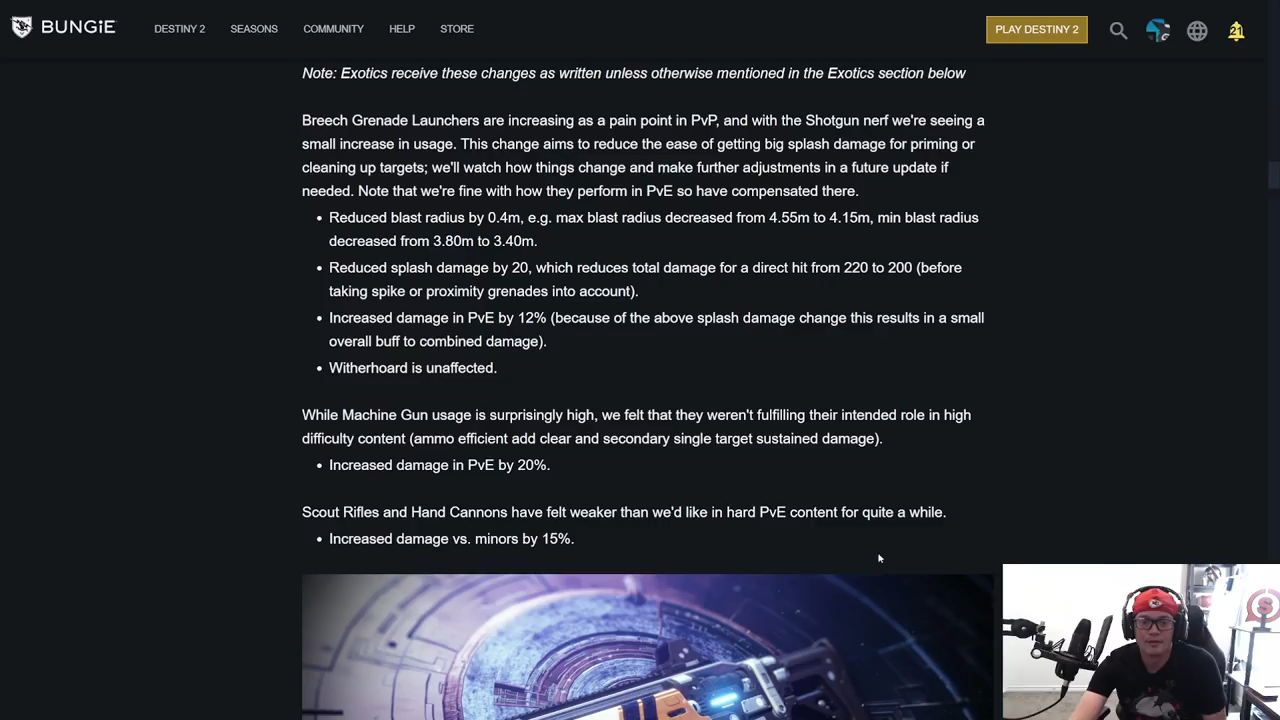 BUNGiE DESTINY 2 SEASONS COMMUNITY HELP STORE PLAY DESTINY 2 21
Note: Exotics receive these changes as written unless otherwise mentioned in the Exotics section below
Breech Grenade Launchers are increasing as a pain point in PvP, and with the Shotgun nerf we're seeing a
small increase in usage. This change aims to reduce the ease of getting big splash damage for priming or
cleaning up targets; we'll watch how things change and make further adjustments in a future update if
needed. Note that we're fine with how they perform in PvE so have compensated there.
• Reduced blast radius by 0.4m, e.g. max blast radius decreased from 4.55m to 4.15m, min blast radius
decreased from 3.80m to 3.40m.
• Reduced splash damage by 20, which reduces total damage for a direct hit from 220 to 200 (before
taking spike or proximity grenades into account).
• Increased damage in PvE by 12% (because of the above splash damage change this results in a small
overall buff to combined damage).
• Witherhoard is unaffected.
While Machine Gun usage is surprisingly high, we felt that they weren't fulfilling their intended role in high
difficulty content (ammo efficient add clear and secondary single target sustained damage).
• Increased damage in PvE by 20%.
Scout Rifles and Hand Cannons have felt weaker than we'd like in hard PvE content for quite a while.
• Increased damage vs. minors by 15%.